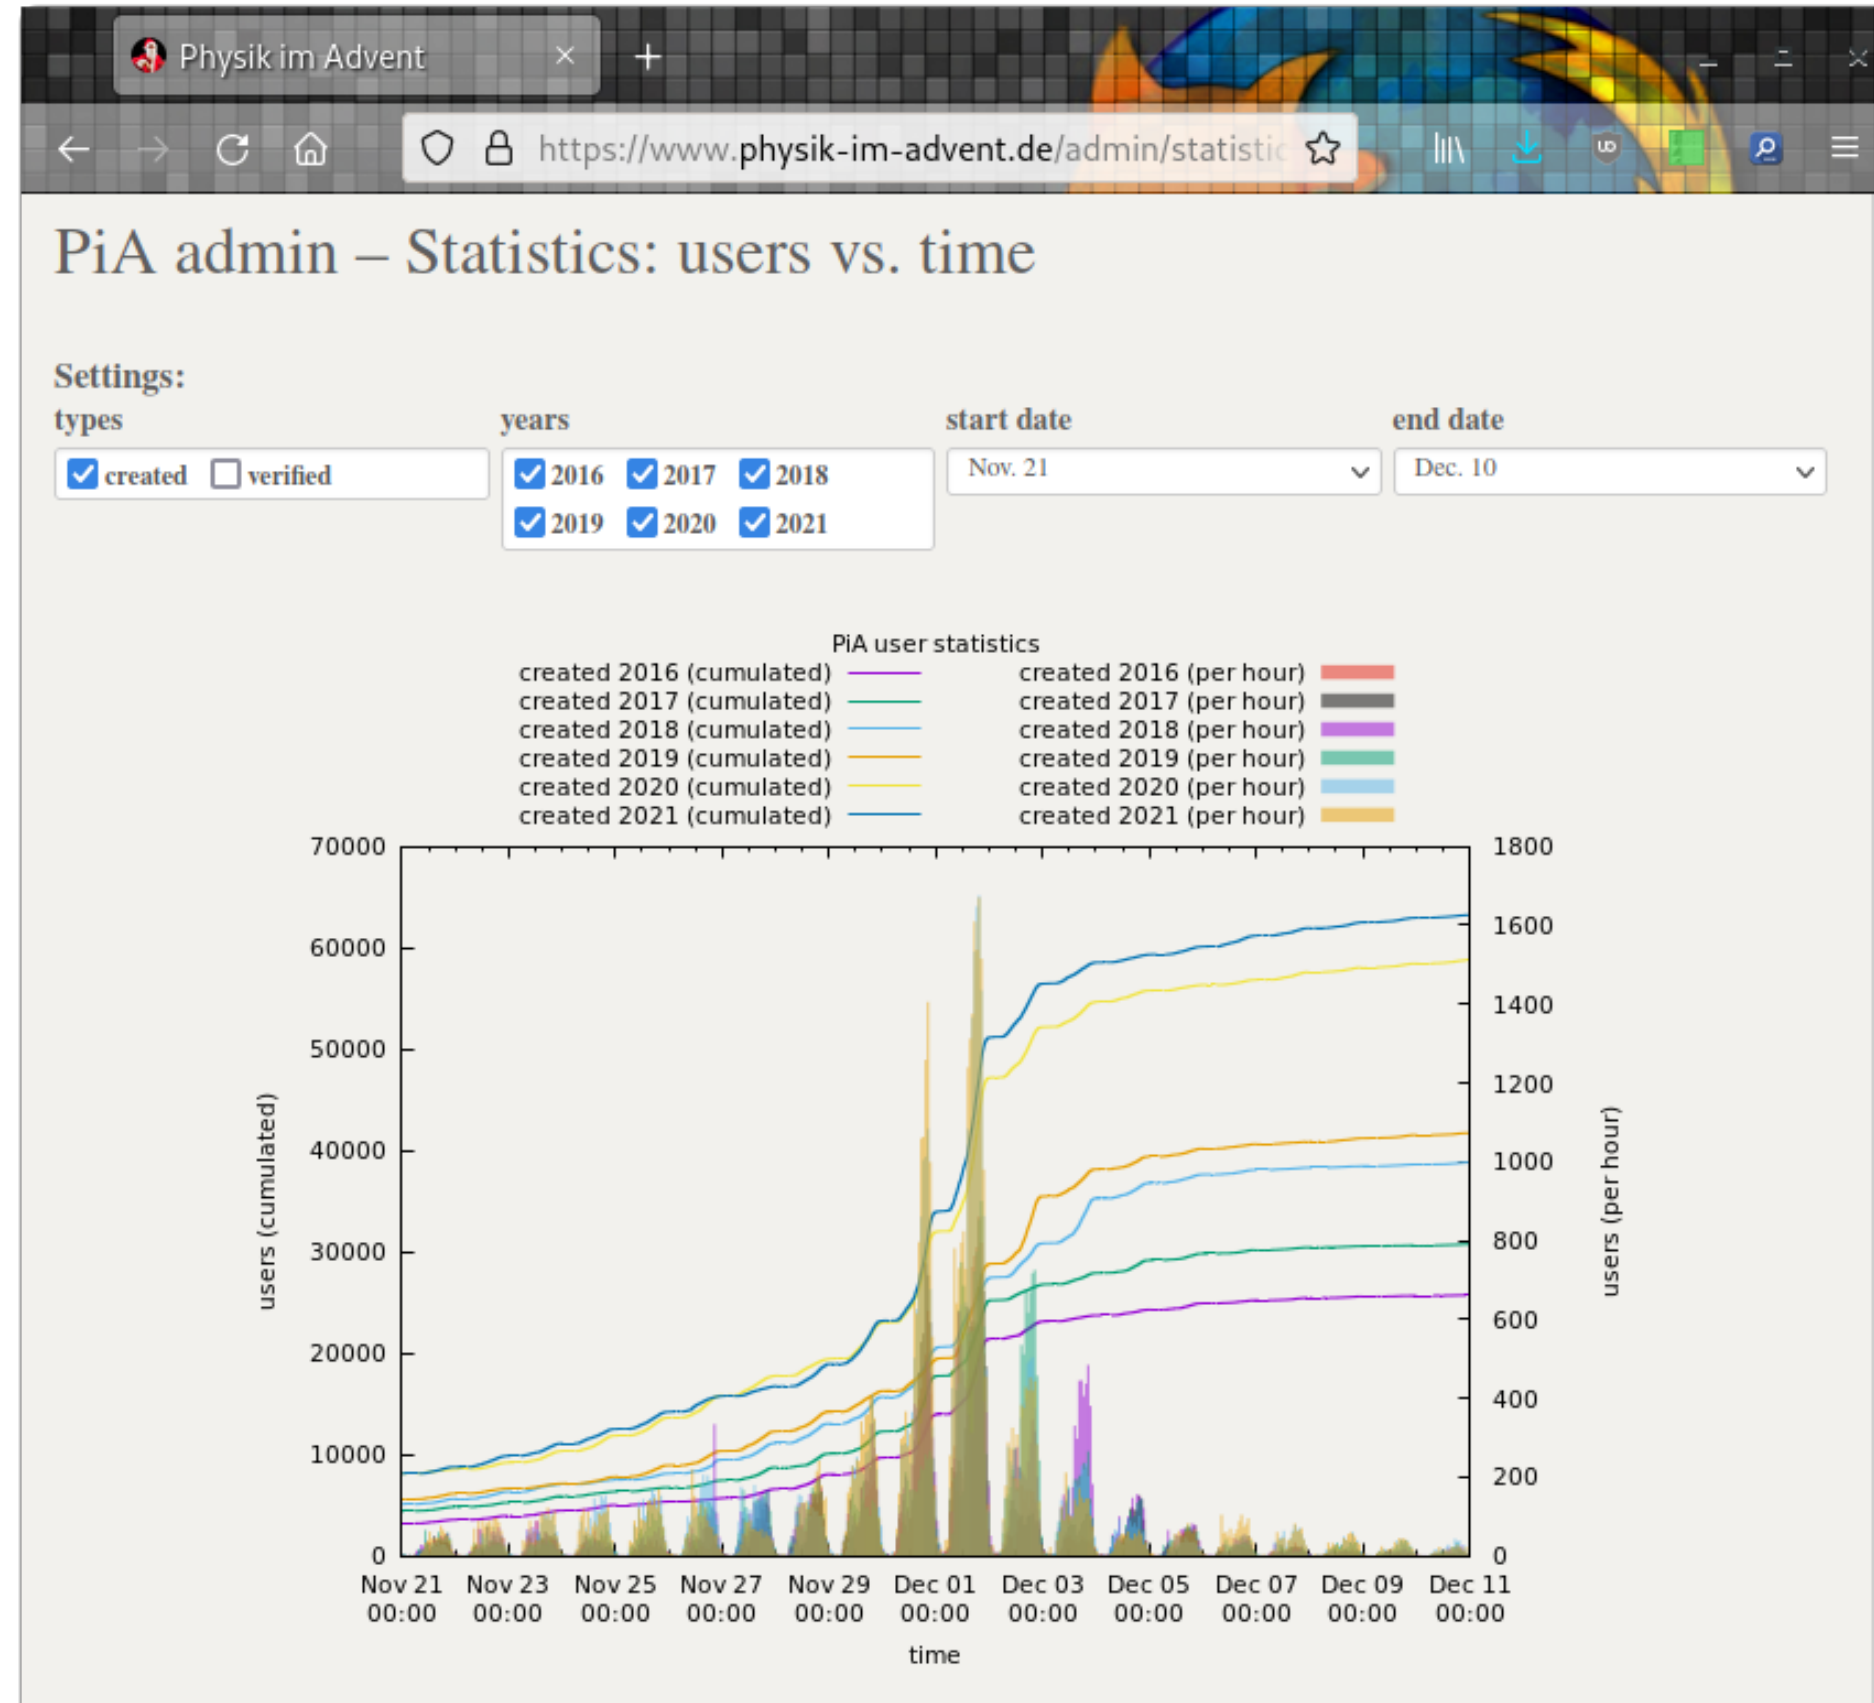 Physik im Advent
https://www.physik-im-advent.de/admin/statistic
PiA admin – Statistics: users vs. time
Settings:
types years start date end date
created verified 2016 2017 2018 Nov. 21 Dec. 10
2019 2020 2021
PiA user statistics
created 2016 (cumulated) created 2016 (per hour)
created 2017 (cumulated) created 2017 (per hour)
created 2018 (cumulated) created 2018 (per hour)
created 2019 (cumulated) created 2019 (per hour)
created 2020 (cumulated) created 2020 (per hour)
created 2021 (cumulated) created 2021 (per hour)
70000 1800
60000 1600
1400
50000
1200
40000 1000
30000 800
600
20000
400
10000
200
0 0
users (cumulated)
users (per hour)
Nov 21 Nov 23 Nov 25 Nov 27 Nov 29 Dec 01 Dec 03 Dec 05 Dec 07 Dec 09 Dec 11
00:00 00:00 00:00 00:00 00:00 00:00 00:00 00:00 00:00 00:00 00:00
time